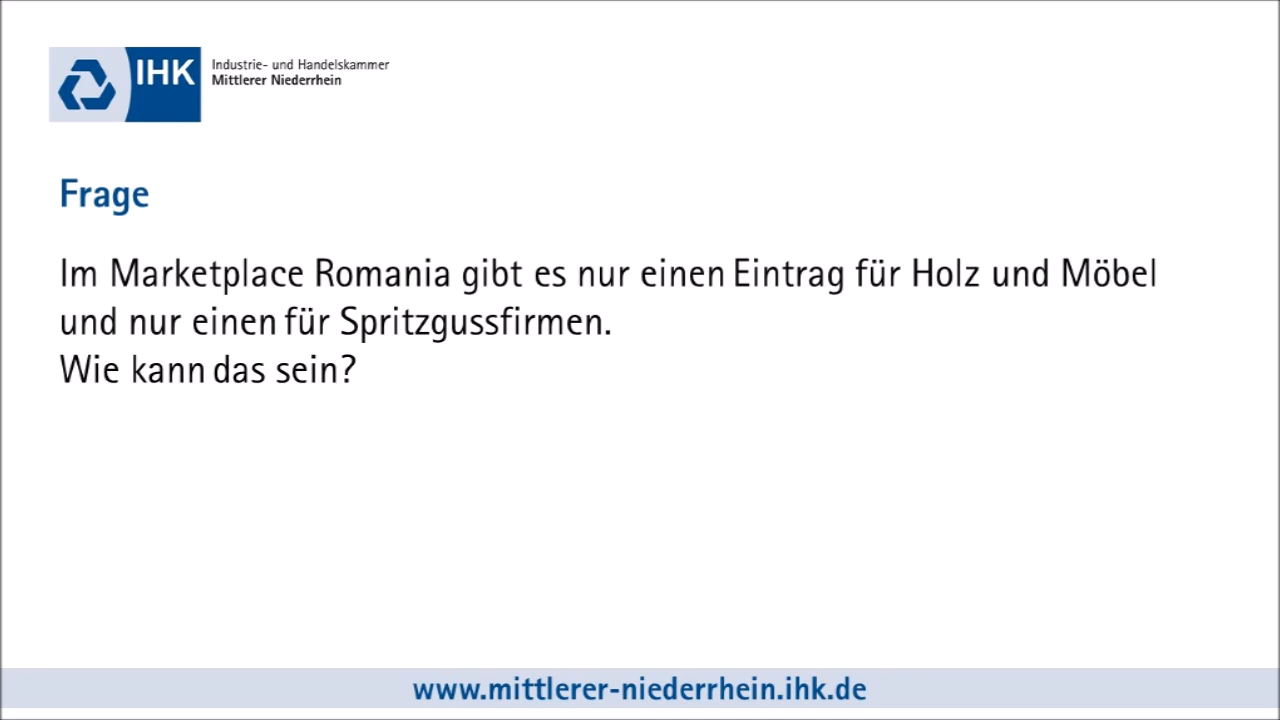 IHK
Industrie- und Handelskammer
Mittlerer Niederrhein
Frage
Im Marketplace Romania gibt es nur einen Eintrag für Holz und Möbel
und nur einen für Spritzgussfirmen.
Wie kann das sein?
www.mittlerer-niederrhein.ihk.de